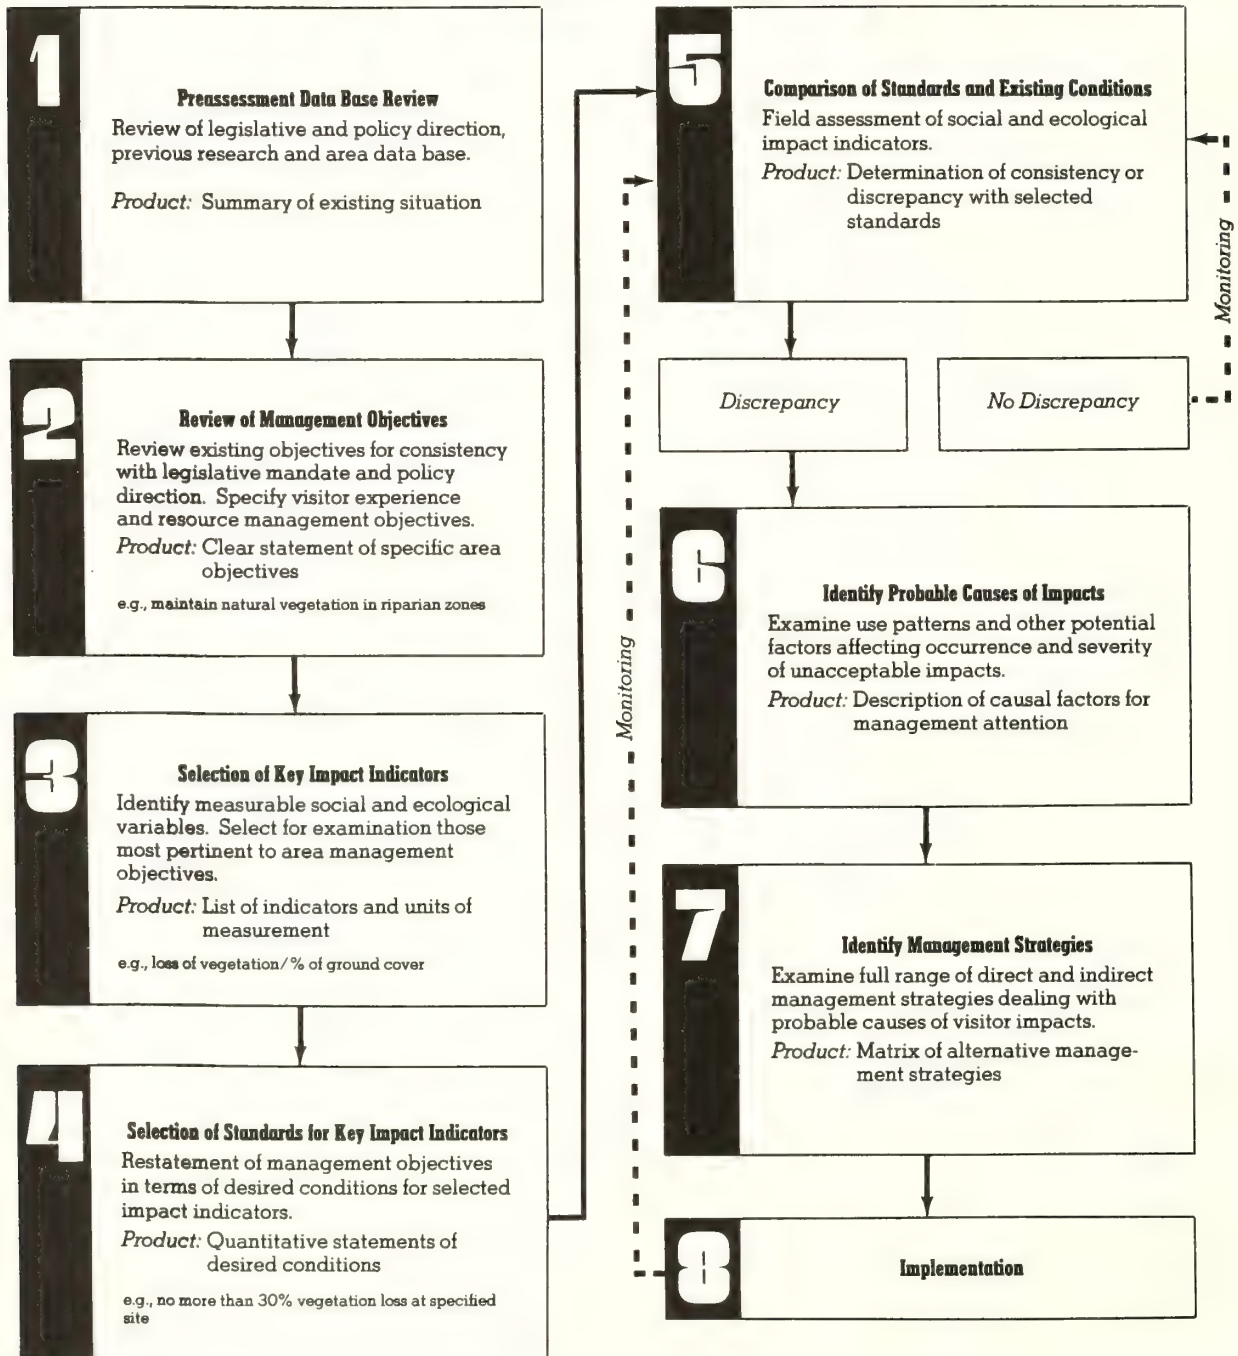 1
Preassessment Data Base Review
Review of legislative and policy direction,
previous research and area data base.
Product: Summary of existing situation
2
Review of Management Objectives
Review existing objectives for consistency
with legislative mandate and policy
direction. Specify visitor experience
and resource management objectives.
Product: Clear statement of specific area
objectives
e.g., maintain natural vegetation in riparian zones
3
Selection of Key Impact Indicators
Identify measurable social and ecological
variables. Select for examination those
most pertinent to area management
objectives.
Product: List of indicators and units of
measurement
e.g., loss of vegetation/% of ground cover
4
Selection of Standards for Key Impact Indicators
Restatement of management objectives
in terms of desired conditions for selected
impact indicators.
Product: Quantitative statements of
desired conditions
e.g., no more than 30% vegetation loss at specified
site
5
Comparison of Standards and Existing Conditions
Field assessment of social and ecological
impact indicators.
Product: Determination of consistency or
discrepancy with selected
standards
Monitoring
Discrepancy
No Discrepancy
Monitoring
6
Identify Probable Causes of Impacts
Examine use patterns and other potential
factors affecting occurrence and severity
of unacceptable impacts.
Product: Description of causal factors for
management attention
7
Identify Management Strategies
Examine full range of direct and indirect
management strategies dealing with
probable causes of visitor impacts.
Product: Matrix of alternative manage-
ment strategies
8
Implementation